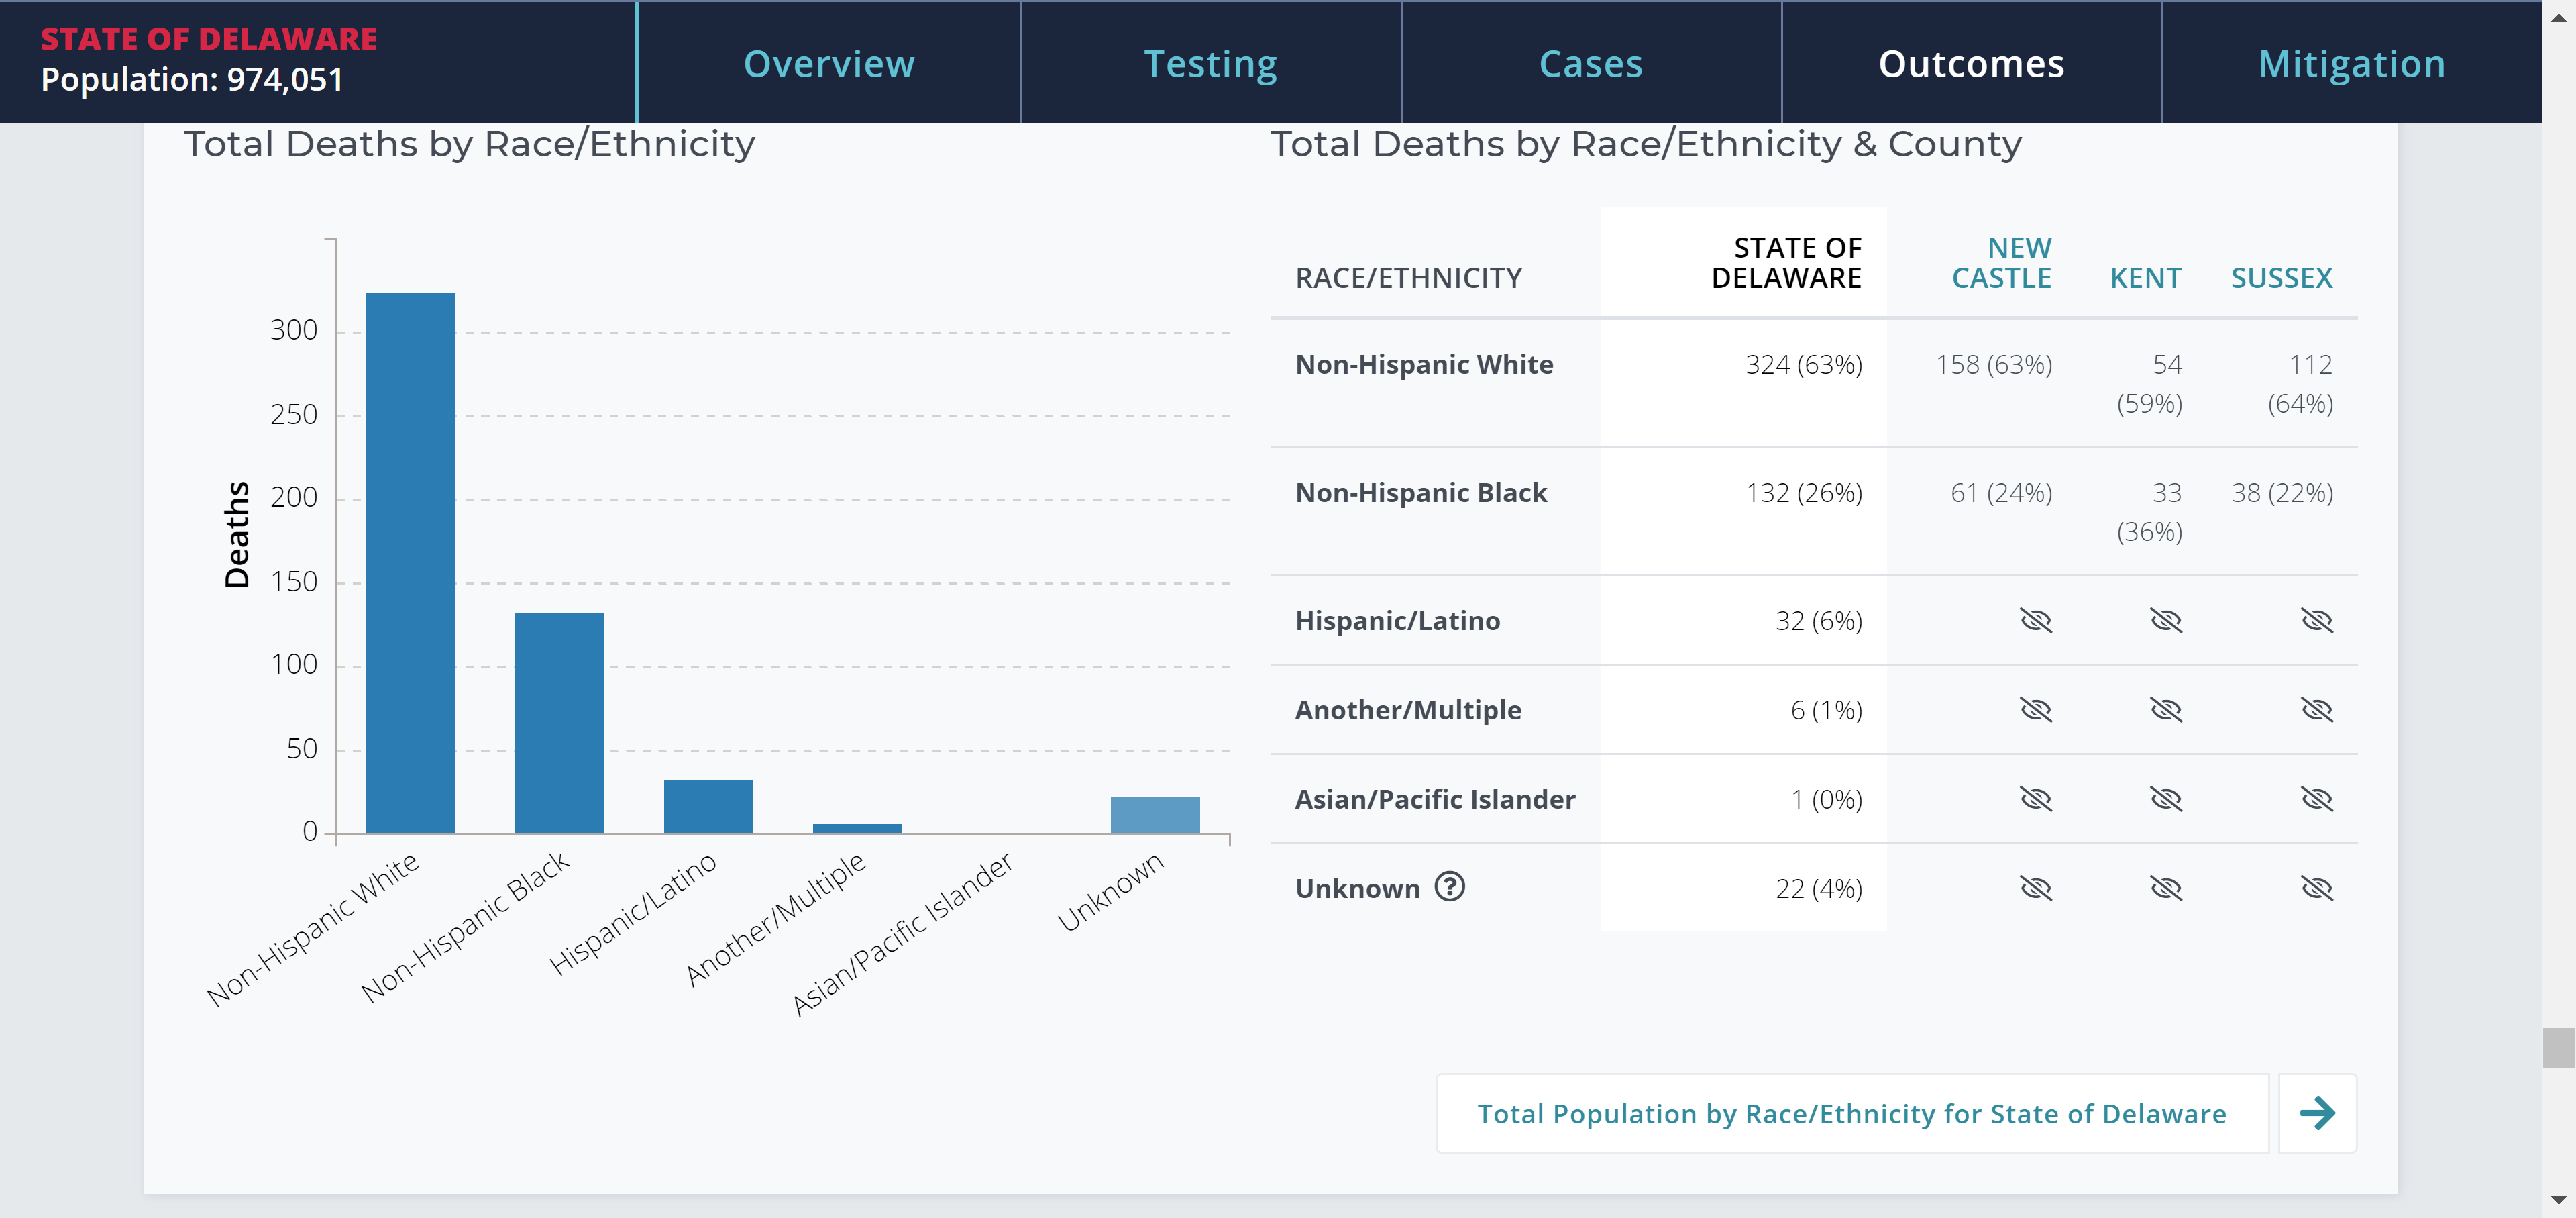 STATE OF DELAWARE
Population: 974,051
Overview
Testing
Cases
Outcomes
Mitigation
Total Deaths by Race/Ethnicity
Deaths
300
250
200
150
100
50
0
Non-Hispanic White
Non-Hispanic Black
Hispanic/Latino
Another/Multiple
Asian/Pacific Islander
Unknown
Total Deaths by Race/Ethnicity & County
RACE/ETHNICITY
STATE OF
DELAWARE
NEW
CASTLE
KENT
SUSSEX
Non-Hispanic White
324 (63%)
158 (63%)
54
(59%)
112
(64%)
Non-Hispanic Black
132 (26%)
61 (24%)
33
(36%)
38 (22%)
Hispanic/Latino
32 (6%)
Another/Multiple
6 (1%)
Asian/Pacific Islander
1 (0%)
Unknown ?
22 (4%)
Total Population by Race/Ethnicity for State of Delaware